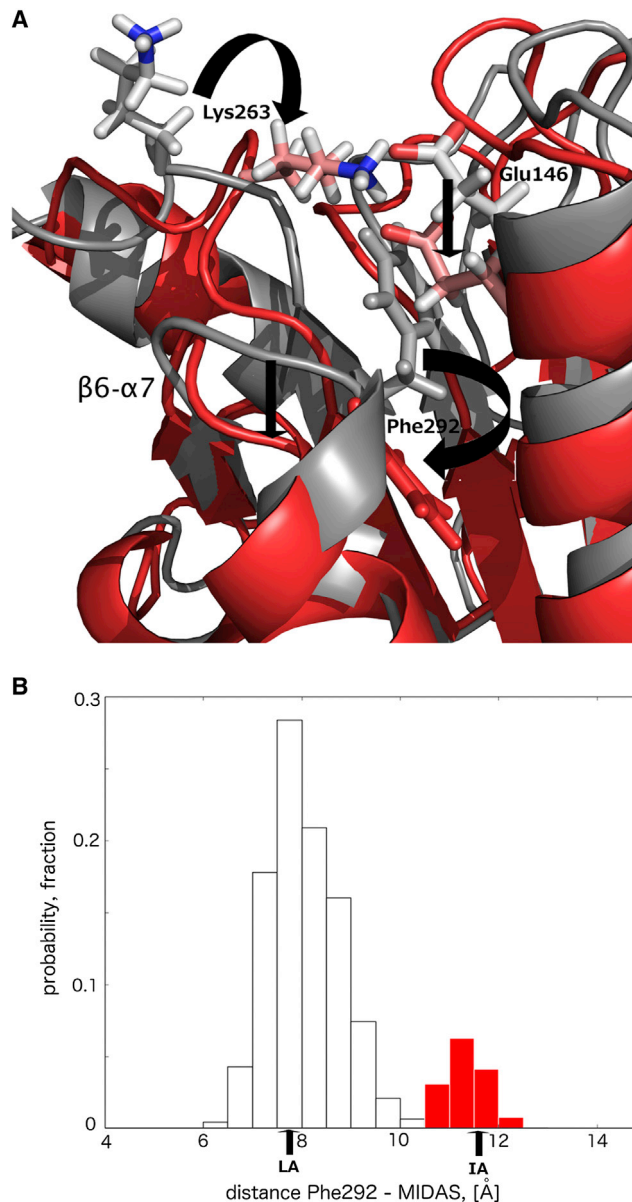 A
Lys263
Glu146
β6-α7
Phe292
B
0.3
0.2
0.1
0
probability, fraction
4 6 8 10 12 14
LA IA
distance Phe292 - MIDAS, [Å]